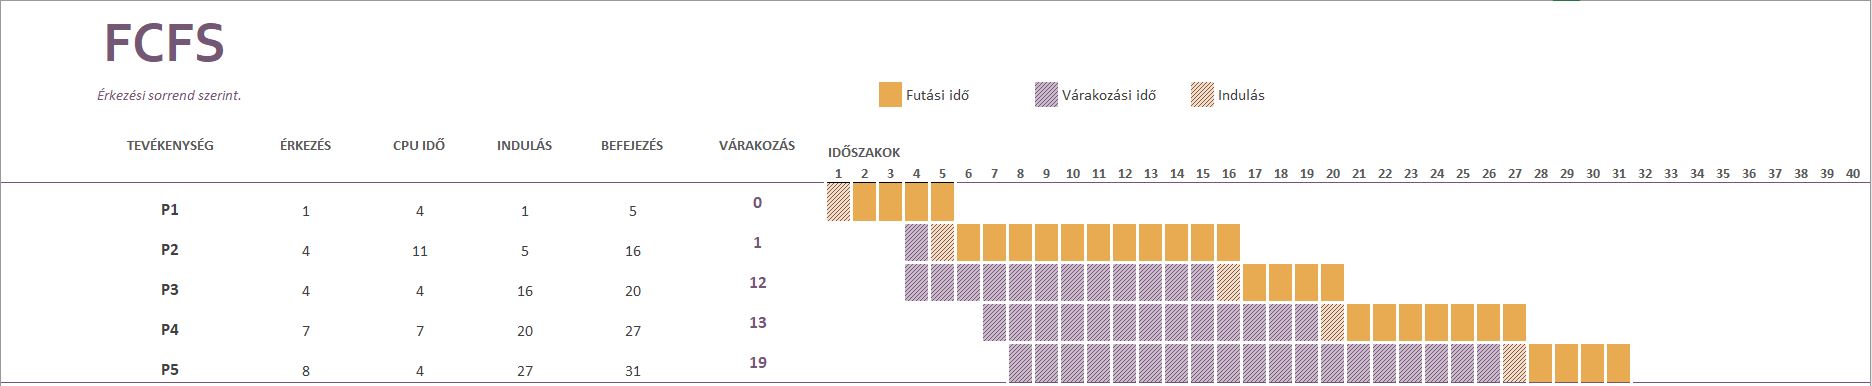 FCFS
Érkezési sorrend szerint.
Futási idő Várakozási idő Indulás
TEVÉKENYSÉG ÉRKEZÉS CPU IDŐ INDULÁS BEFEJEZÉS VÁRAKOZÁS IDŐSZAKOK
1 2 3 4 5 6 7 8 9 10 11 12 13 14 15 16 17 18 19 20 21 22 23 24 25 26 27 28 29 30 31 32 33 34 35 36 37 38 39 40
P1 1 4 1 5 0
P2 4 11 5 16 1
P3 4 4 16 20 12
P4 7 7 20 27 13
P5 8 4 27 31 19